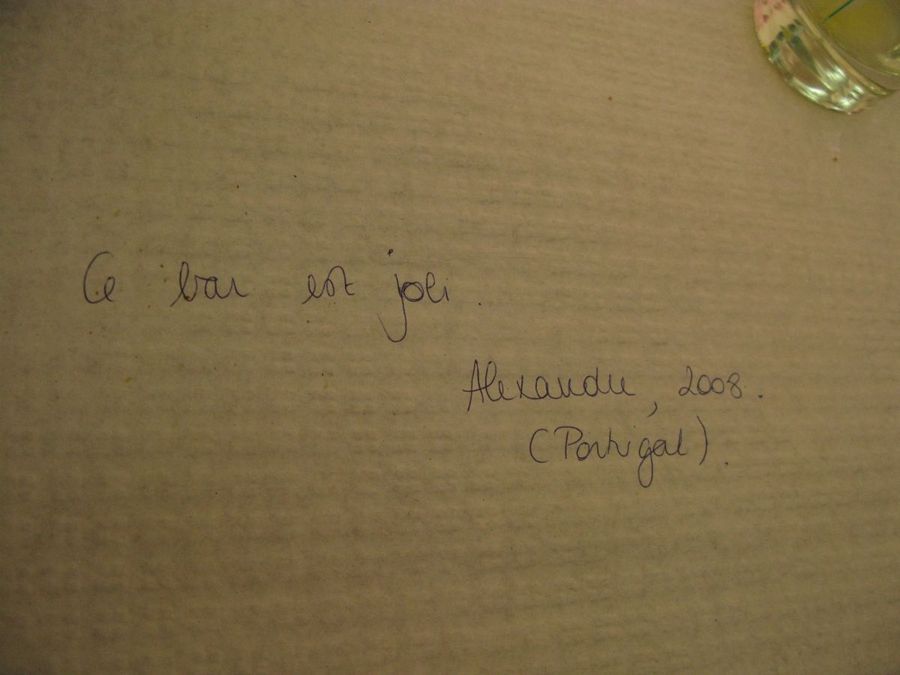 Ce bar est joli.
Alexandre, 2008.
(Portugal).